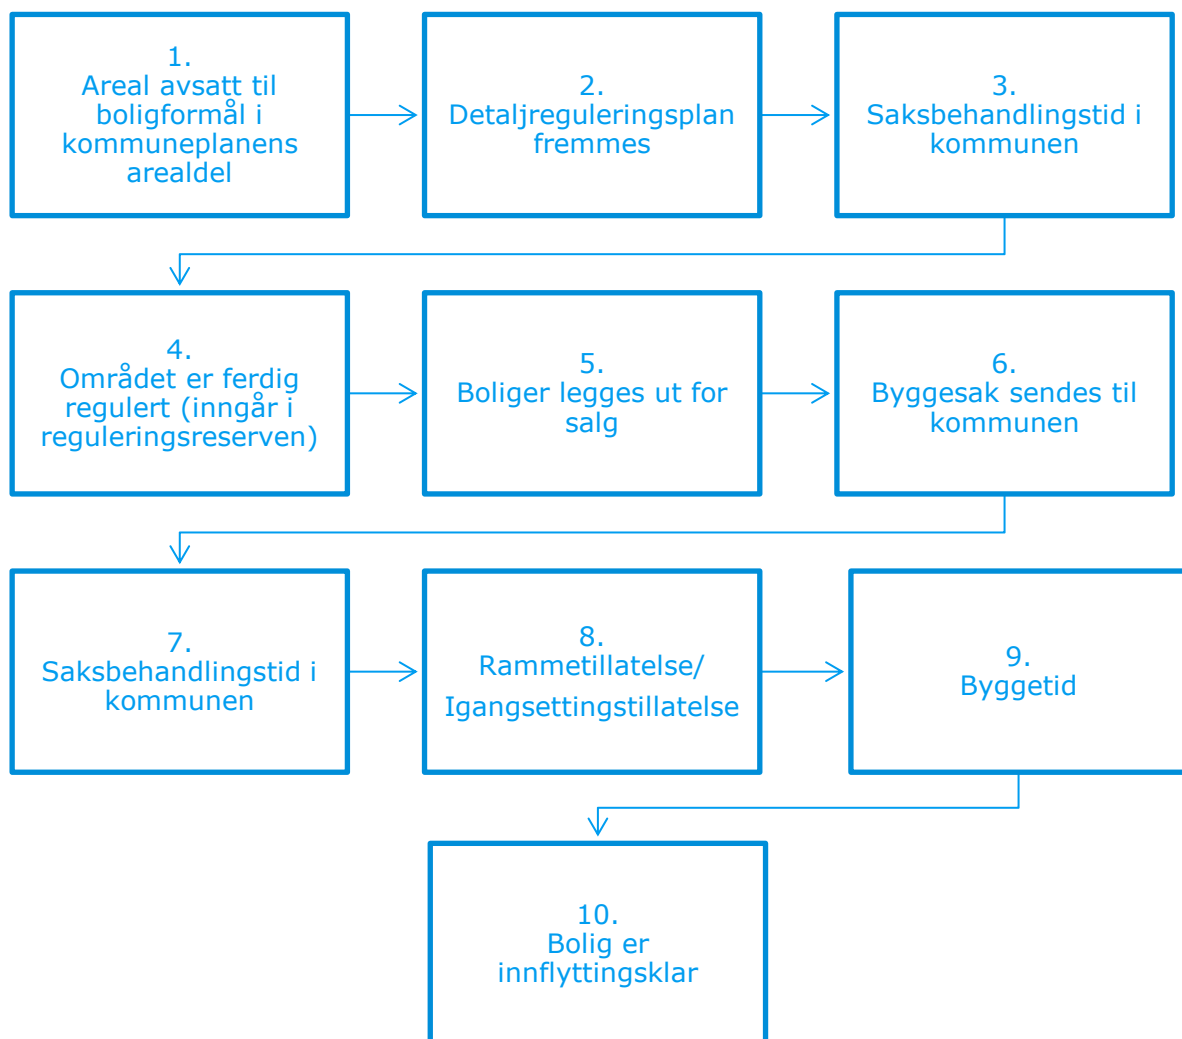 1.
Areal avsatt til
boligformål i
kommuneplanens
arealdel
2.
Detaljreguleringsplan
fremmes
3.
Saksbehandlingstid i
kommunen
4.
Området er ferdig
regulert (inngår i
reguleringsreserven)
5.
Boliger legges ut for
salg
6.
Byggesak sendes til
kommunen
7.
Saksbehandlingstid i
kommunen
8.
Rammetillatelse/
Igangsettingstillatelse
9.
Byggetid
10.
Bolig er
innflyttingsklar